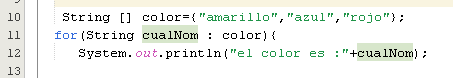 10 String [] color={"amarillo","azul","rojo"};
11 for(String cualNom : color){
12 System.out.println("el color es :"+cualNom);
13